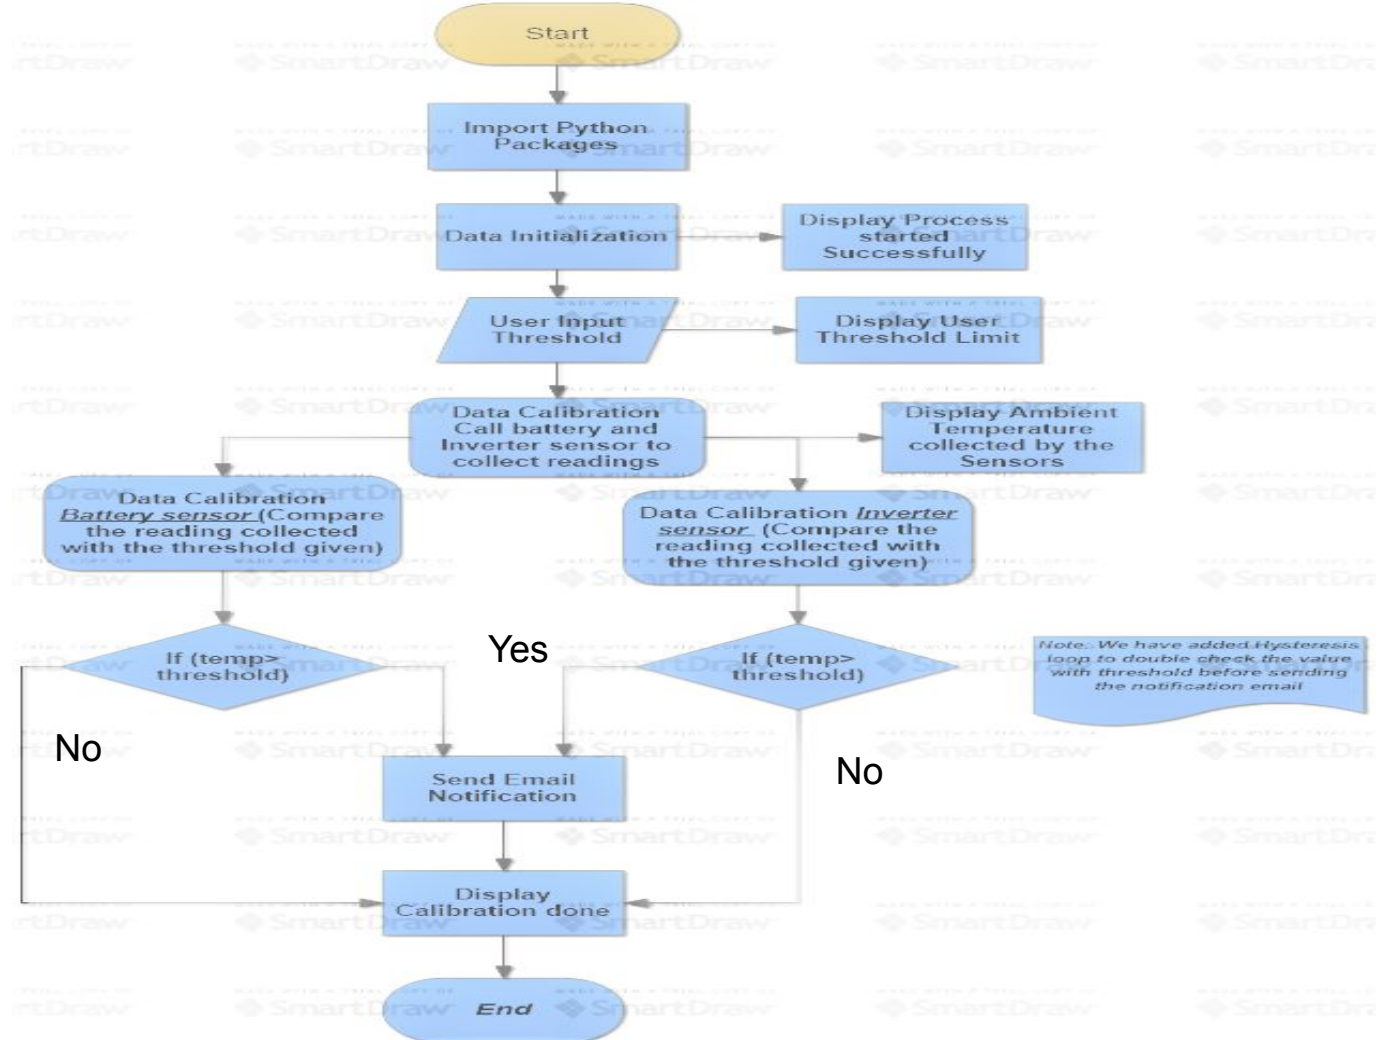 Start
Import Python
Packages
Data Initialization
Display Process
started
Successfully
User Input
Threshold
Display User
Threshold Limit
Data Calibration
Call battery and
Inverter sensor to
collect readings
Display Ambient
Temperature
collected by the
Sensors
Data Calibration
Battery sensor (Compare
the reading collected
with the threshold given)
Data Calibration Inverter
sensor (Compare the
reading collected with
the threshold given)
If (temp>
threshold)
Yes
If (temp>
threshold)
Note: We have added Hysteresis
loop to double check the value
with threshold before sending
the notification email
No
No
Send Email
Notification
Display
Calibration done
End
SmartDraw